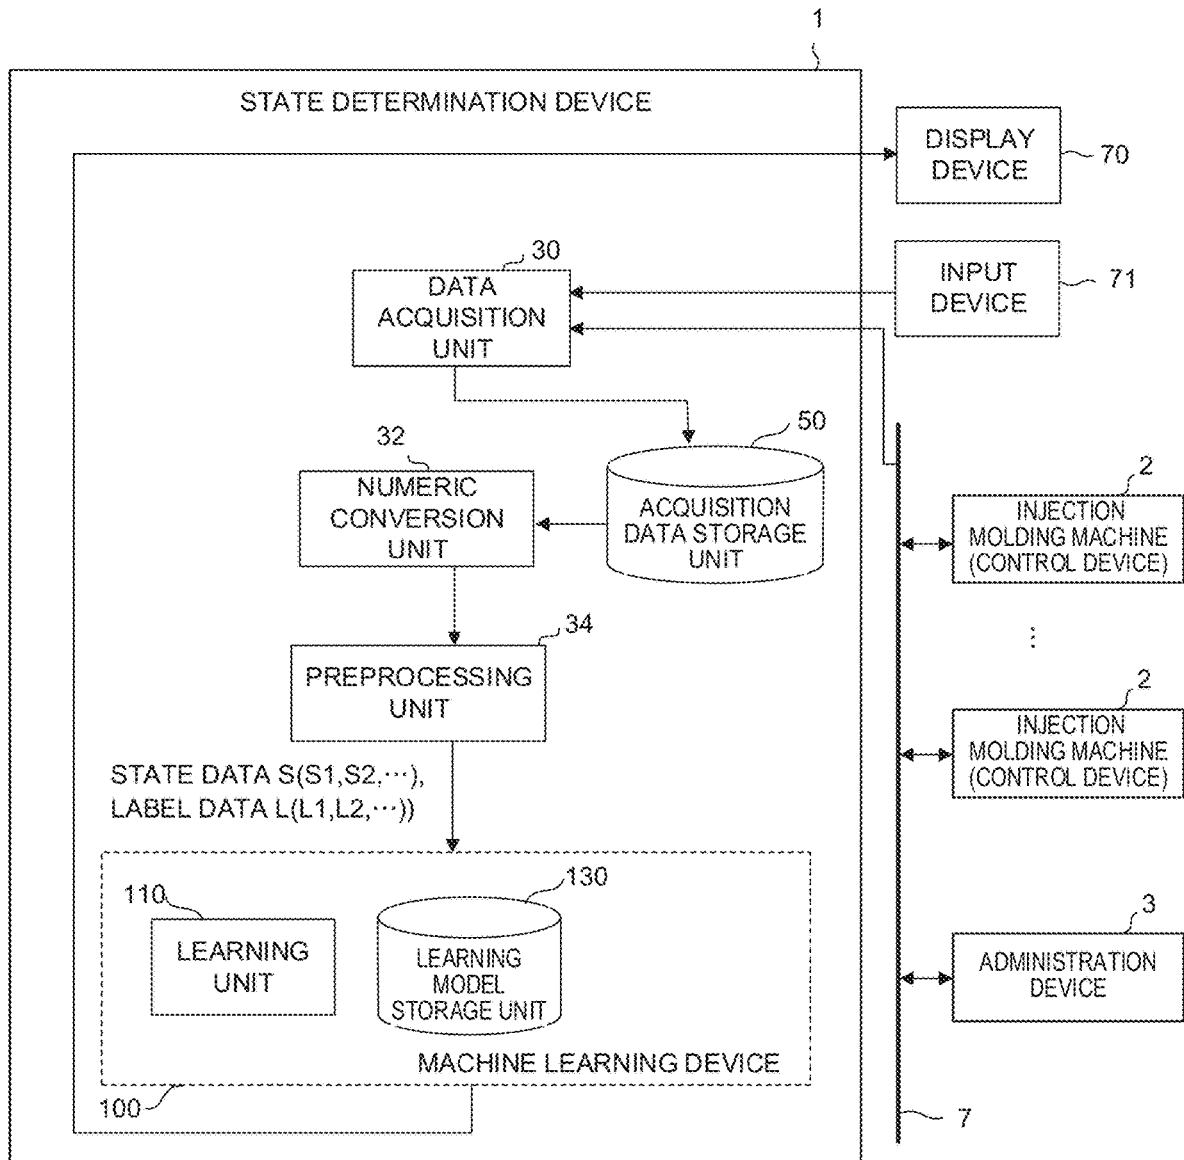 1
STATE DETERMINATION DEVICE
DISPLAY
DEVICE
70
30
DATA
ACQUISITION
UNIT
INPUT
DEVICE
71
32
NUMERIC
CONVERSION
UNIT
50
ACQUISITION
DATA STORAGE
UNIT
2
INJECTION
MOLDING MACHINE
(CONTROL DEVICE)
⋮
34
PREPROCESSING
UNIT
2
INJECTION
MOLDING MACHINE
(CONTROL DEVICE)
STATE DATA S(S1,S2,⋯),
LABEL DATA L(L1,L2,⋯))
110
LEARNING
UNIT
130
LEARNING
MODEL
STORAGE UNIT
3
ADMINISTRATION
DEVICE
MACHINE LEARNING DEVICE
100
7